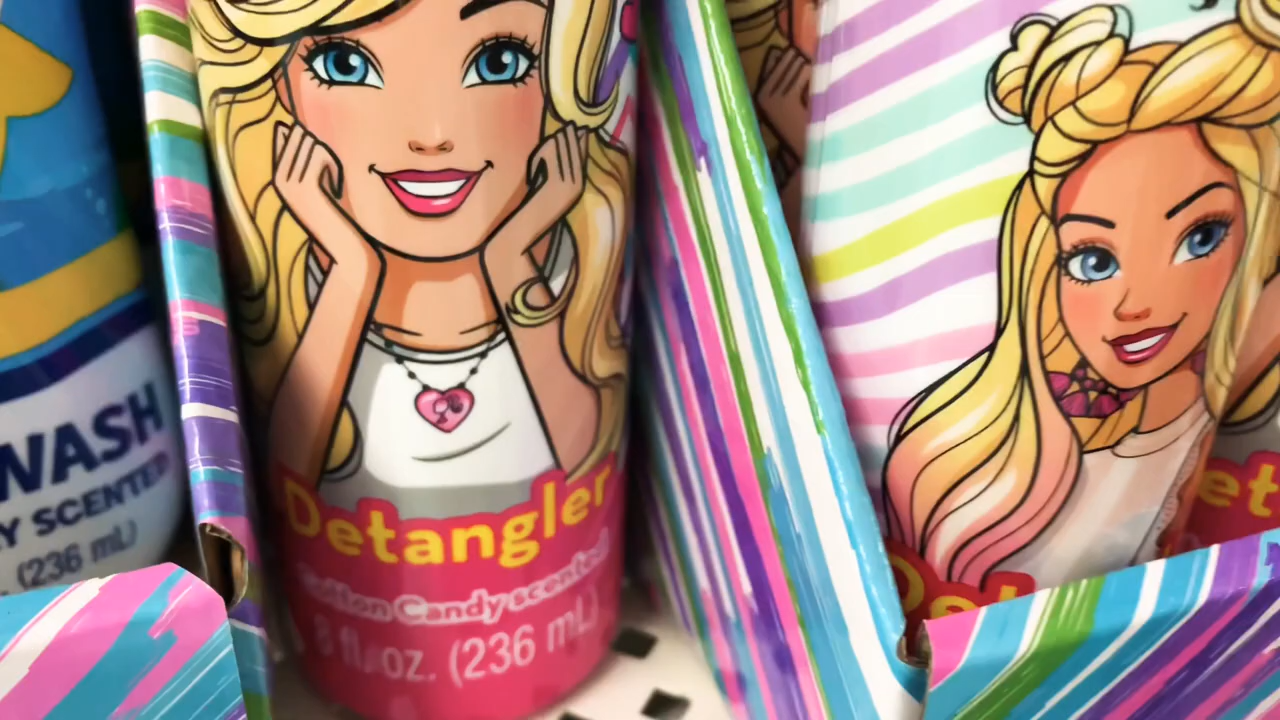 WASH
SCENTED
(236 mL)
Detangler
Cotton Candy scented
8 fl. oz. (236 mL)